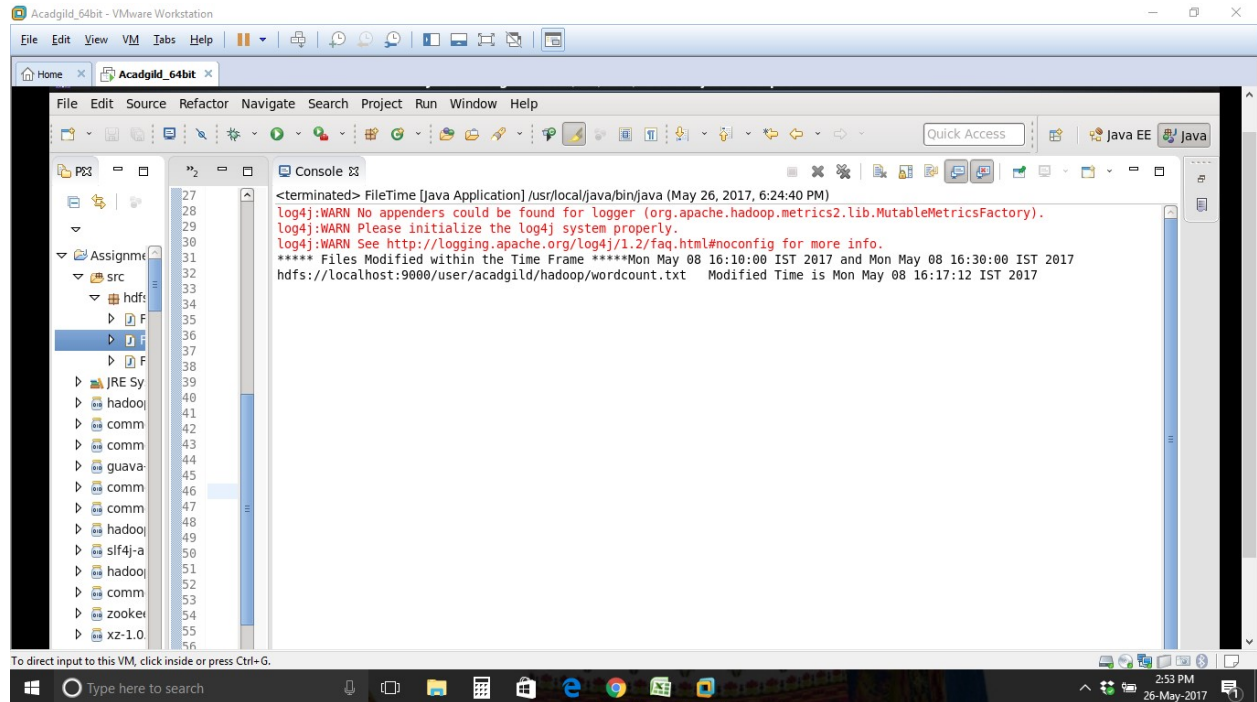 Acadgild_64bit - VMware Workstation
File Edit View VM Tabs Help
Home Acadgild_64bit
File Edit Source Refactor Navigate Search Project Run Window Help
Quick Access Java EE Java
»2 Console
<terminated> FileTime [Java Application] /usr/local/java/bin/java (May 26, 2017, 6:24:40 PM)
log4j:WARN No appenders could be found for logger (org.apache.hadoop.metrics2.lib.MutableMetricsFactory).
log4j:WARN Please initialize the log4j system properly.
log4j:WARN See http://logging.apache.org/log4j/1.2/faq.html#noconfig for more info.
***** Files Modified within the Time Frame *****Mon May 08 16:10:00 IST 2017 and Mon May 08 16:30:00 IST 2017
hdfs://localhost:9000/user/acadgild/hadoop/wordcount.txt Modified Time is Mon May 08 16:17:12 IST 2017
Assignme
src
hdfs
F
F
F
JRE Sy
hadoop
comm
comm
guava-
comm
comm
hadoop
slf4j-a
hadoop
comm
zookee
xz-1.0
27
28
29
30
31
32
33
34
35
36
37
38
39
40
41
42
43
44
45
46
47
48
49
50
51
52
53
54
55
56
To direct input to this VM, click inside or press Ctrl+G.
Type here to search
2:53 PM
26-May-2017